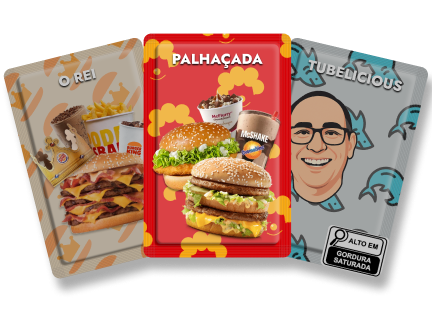 O REI
PALHAÇADA
TUBELICIOUS
McFlurry
McSHAKE
ALTO EM
GORDURA
SATURADA